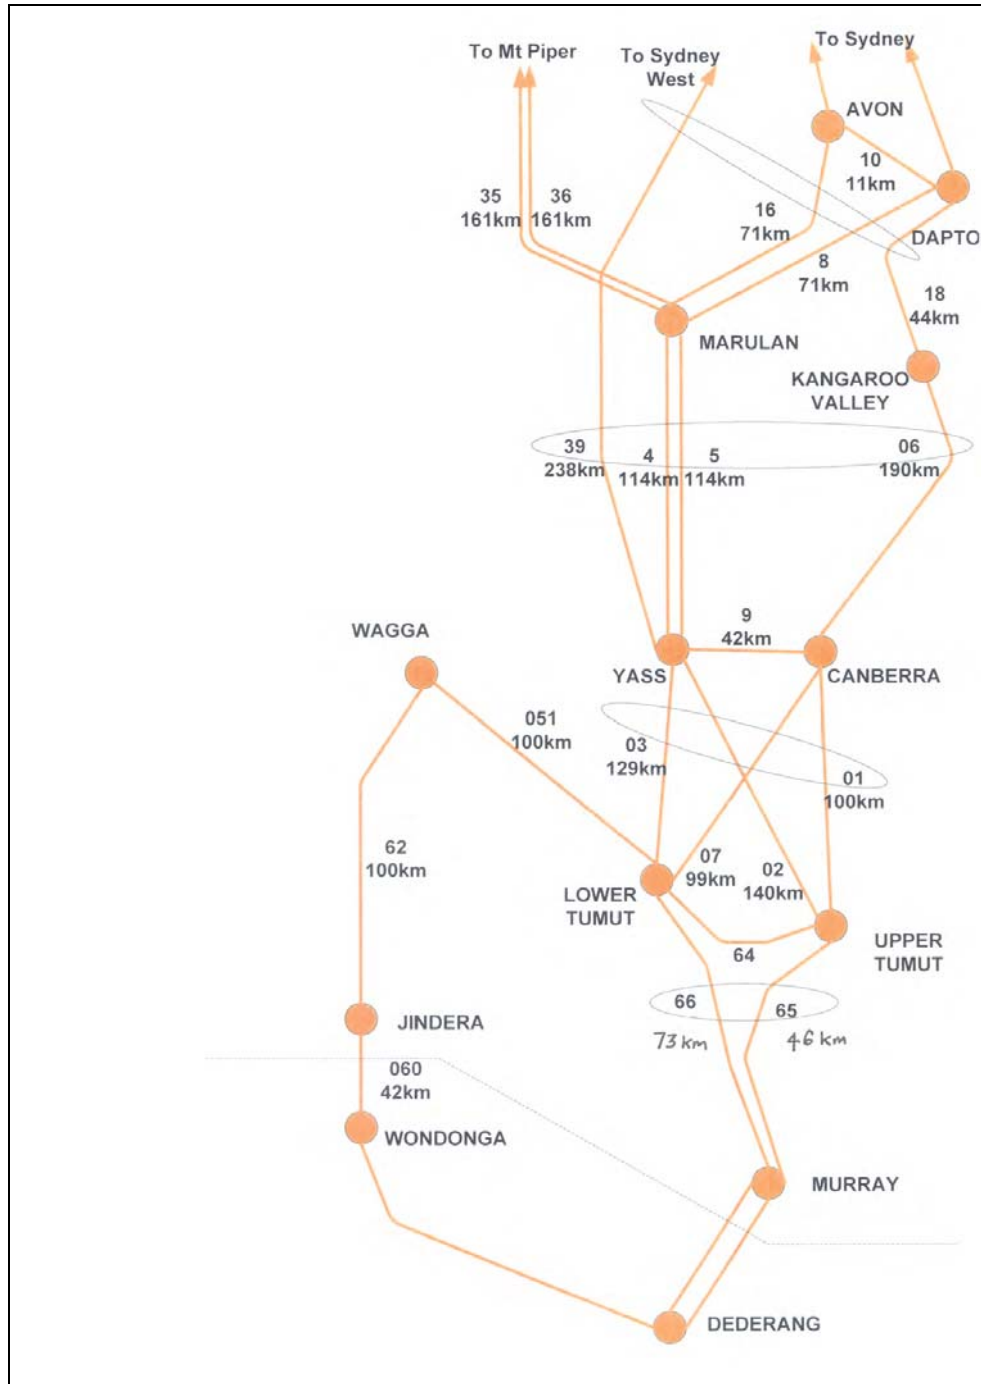 To Mt Piper
To Sydney
West
To Sydney
AVON
10
11km
35
161km
36
161km
16
71km
DAPTO
8
71km
18
44km
MARULAN
KANGAROO
VALLEY
39
238km
4
114km
5
114km
06
190km
9
42km
WAGGA
YASS
CANBERRA
051
100km
03
129km
01
100km
62
100km
07
99km
02
140km
LOWER
TUMUT
UPPER
TUMUT
64
66
73 km
65
46 km
JINDERA
060
42km
WONDONGA
MURRAY
DEDERANG